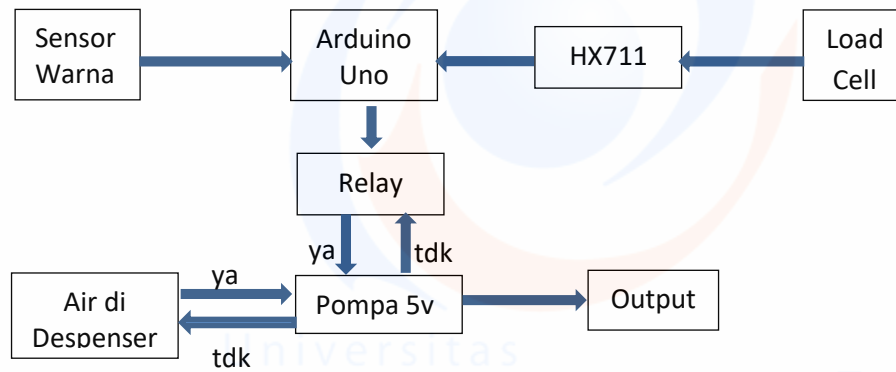 Sensor
Warna
Arduino
Uno
HX711
Load
Cell
Relay
ya
tdk
ya
Air di
Despenser
Pompa 5v
Output
tdk
Universitas